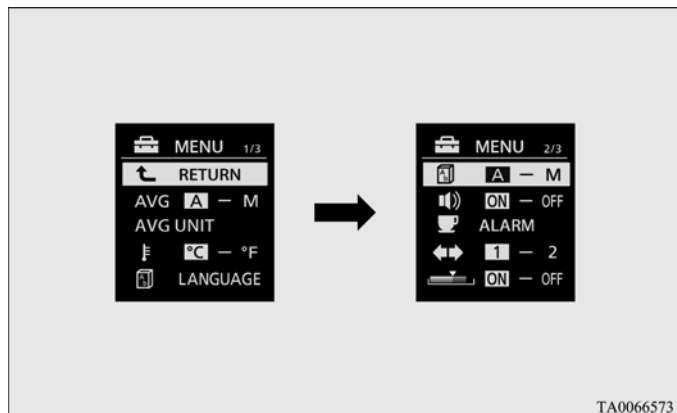 MENU 1/3
RETURN
AVG A — M
AVG UNIT
°C — °F
LANGUAGE
MENU 2/3
A — M
ON — OFF
ALARM
1 — 2
ON — OFF
TA0066573